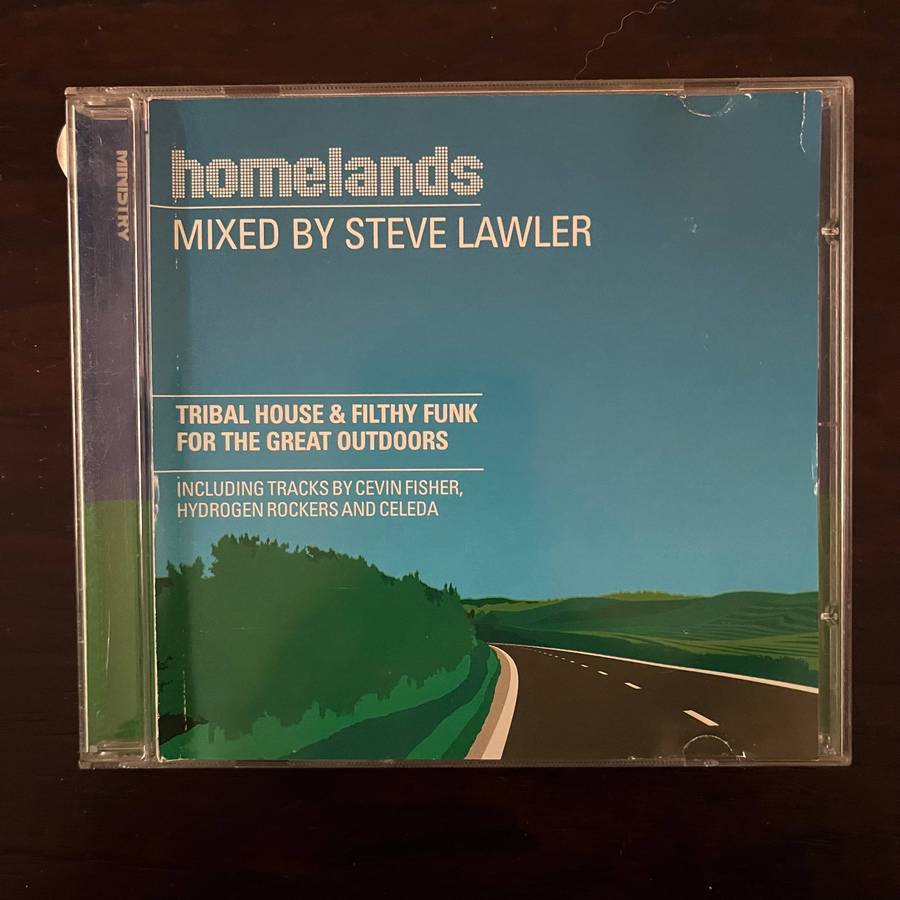 MINISTRY
homelands
MIXED BY STEVE LAWLER
TRIBAL HOUSE & FILTHY FUNK
FOR THE GREAT OUTDOORS
INCLUDING TRACKS BY CEVIN FISHER,
HYDROGEN ROCKERS AND CELEDA